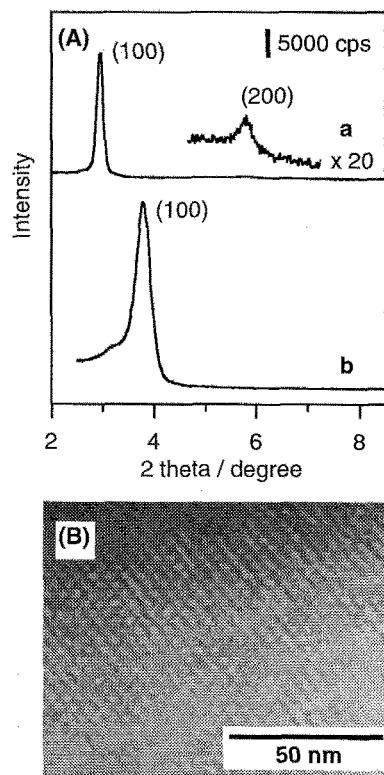 (A)
(100)
5000 cps
(200)
a
x 20
Intensity
(100)
b
2 4 6 8
2 theta / degree
(B)
50 nm